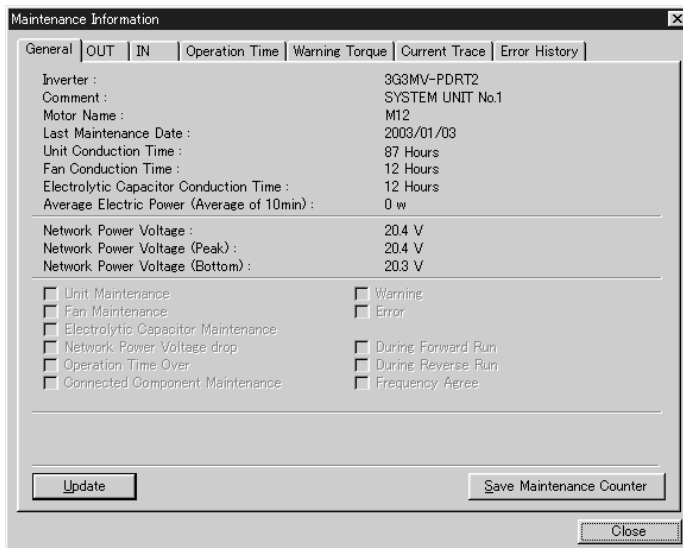 Maintenance Information
General OUT IN Operation Time Warning Torque Current Trace Error History
Inverter : 3G3MV-PDRT2
Comment : SYSTEM UNIT No.1
Motor Name : M12
Last Maintenance Date : 2003/01/03
Unit Conduction Time : 87 Hours
Fan Conduction Time : 12 Hours
Electrolytic Capacitor Conduction Time : 12 Hours
Average Electric Power (Average of 10min) : 0 w
Network Power Voltage : 20.4 V
Network Power Voltage (Peak) : 20.4 V
Network Power Voltage (Bottom) : 20.3 V
Unit Maintenance Warning
Fan Maintenance Error
Electrolytic Capacitor Maintenance
Network Power Voltage drop During Forward Run
Operation Time Over During Reverse Run
Connected Component Maintenance Frequency Agree
Update Save Maintenance Counter
Close